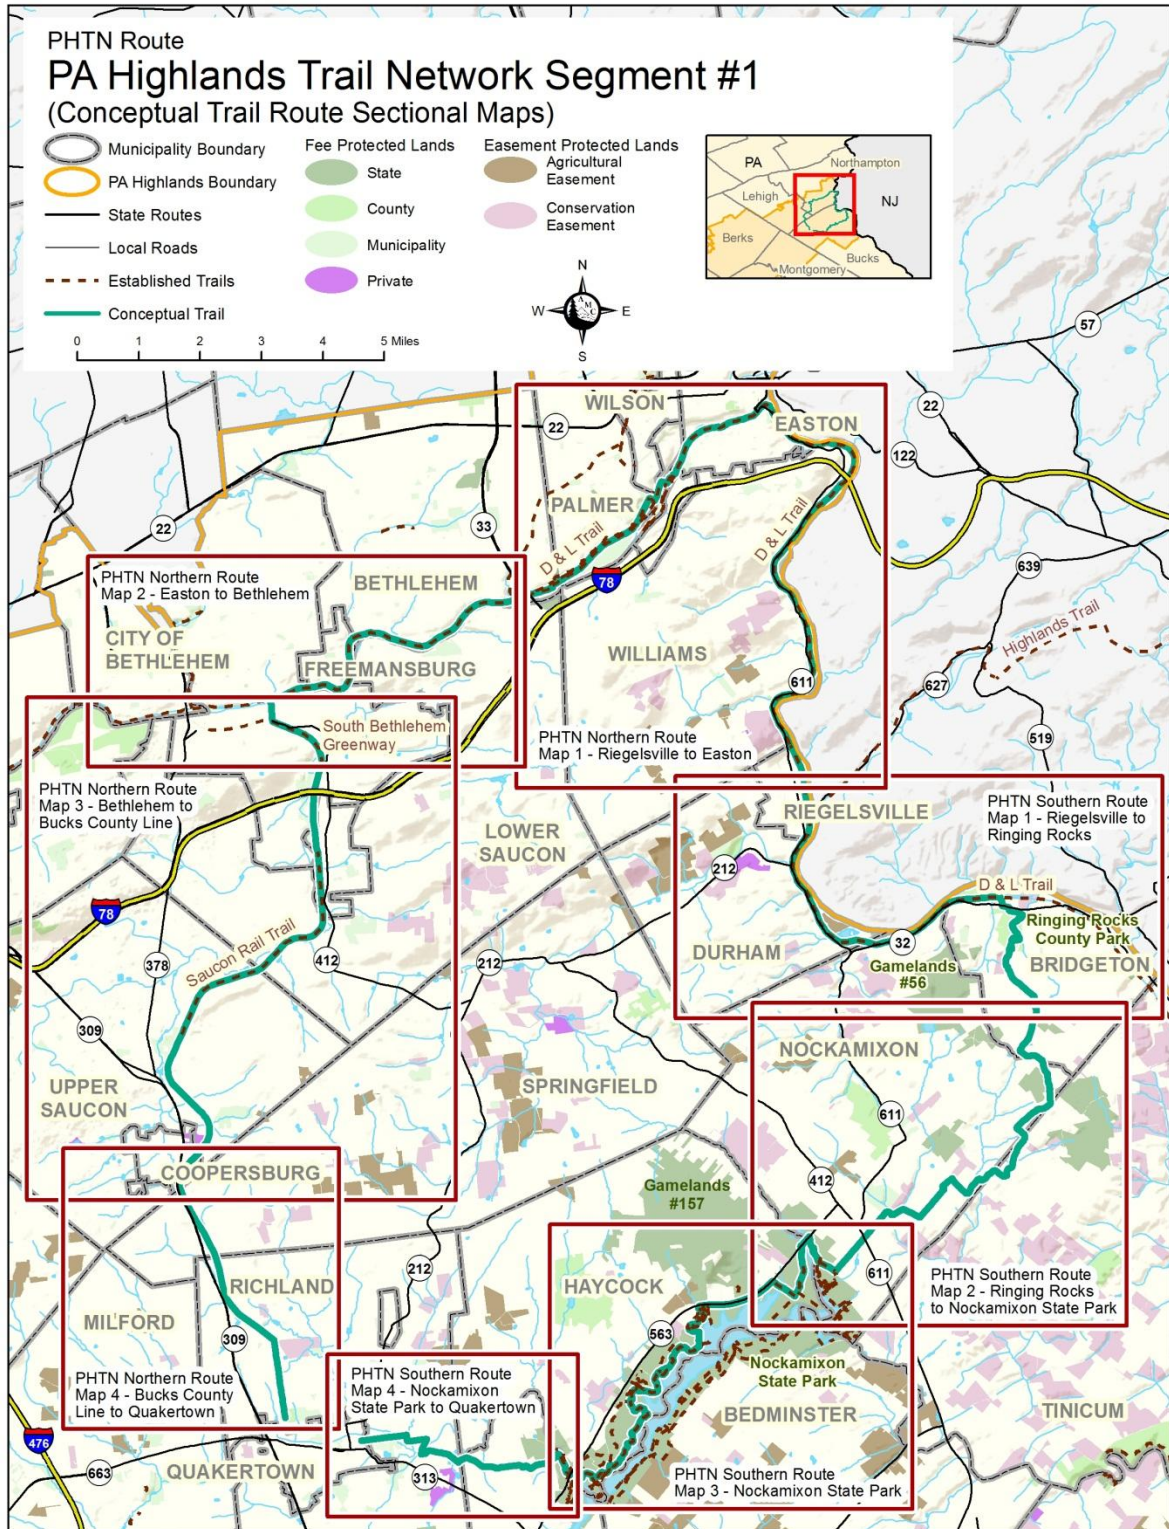 PHTN Route
PA Highlands Trail Network Segment #1
(Conceptual Trail Route Sectional Maps)
Municipality Boundary
PA Highlands Boundary
State Routes
Local Roads
Established Trails
Conceptual Trail
Fee Protected Lands
State
County
Municipality
Private
Easement Protected Lands
Agricultural
Easement
Conservation
Easement
0 1 2 3 4 5 Miles
N
W E
S
A
M
C
PA
Northampton
Lehigh
NJ
Berks
Bucks
Montgomery
57
22
122
WILSON
22
EASTON
PALMER
33
22
D & L Trail
D & L Trail
78
639
Highlands Trail
627
519
PHTN Northern Route
Map 2 - Easton to Bethlehem
BETHLEHEM
CITY OF
BETHLEHEM
FREEMANSBURG
WILLIAMS
611
South Bethlehem
Greenway
PHTN Northern Route
Map 1 - Riegelsville to Easton
PHTN Northern Route
Map 3 - Bethlehem to
Bucks County Line
LOWER
SAUCON
RIEGELSVILLE
PHTN Southern Route
Map 1 - Riegelsville to
Ringing Rocks
212
D & L Trail
78
Ringing Rocks
County Park
32
DURHAM
BRIDGETON
Gamelands
#56
Saucon Rail Trail
412
378
212
309
NOCKAMIXON
UPPER
SAUCON
SPRINGFIELD
611
COOPERSBURG
Gamelands
#157
412
212
RICHLAND
HAYCOCK
611
PHTN Southern Route
Map 2 - Ringing Rocks
to Nockamixon State Park
MILFORD
309
563
PHTN Northern Route
Map 4 - Bucks County
Line to Quakertown
PHTN Southern Route
Map 4 - Nockamixon
State Park to Quakertown
Nockamixon
State Park
BEDMINSTER
TINICUM
476
663
QUAKERTOWN
313
PHTN Southern Route
Map 3 - Nockamixon State Park